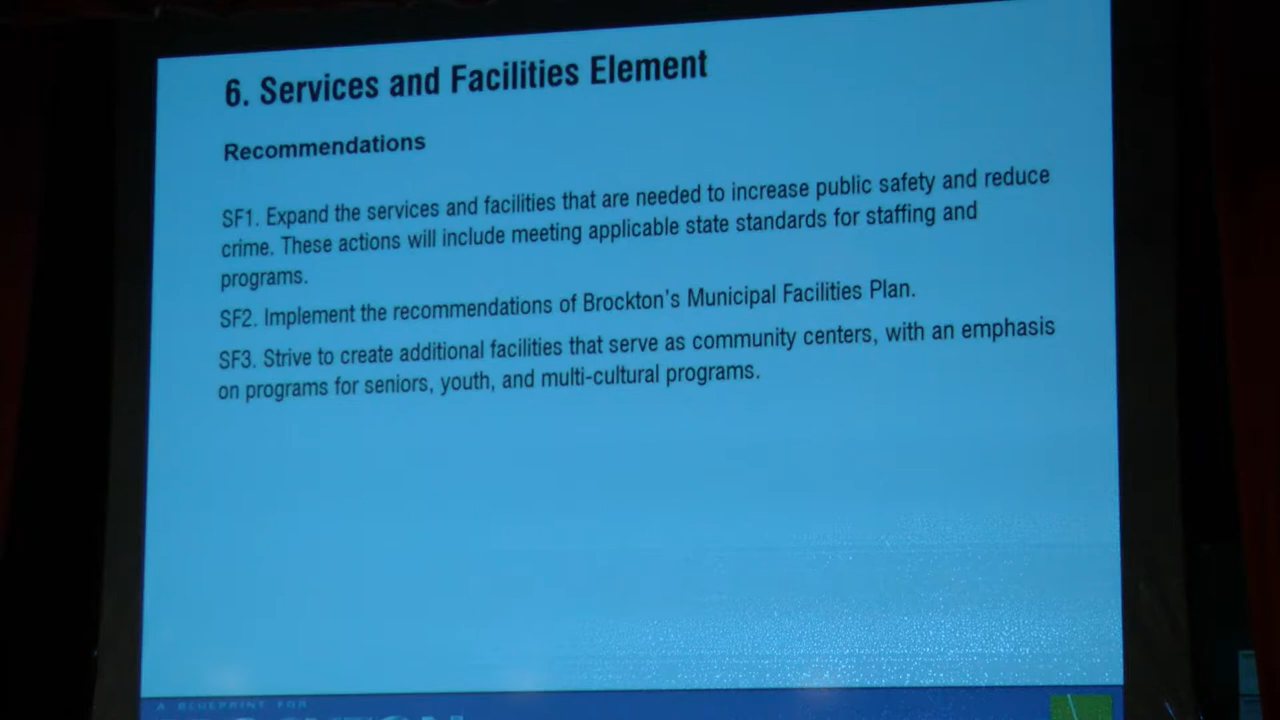 6. Services and Facilities Element
Recommendations
SF1. Expand the services and facilities that are needed to increase public safety and reduce
crime. These actions will include meeting applicable state standards for staffing and
programs.
SF2. Implement the recommendations of Brockton's Municipal Facilities Plan.
SF3. Strive to create additional facilities that serve as community centers, with an emphasis
on programs for seniors, youth, and multi-cultural programs.
A BLUEPRINT FOR